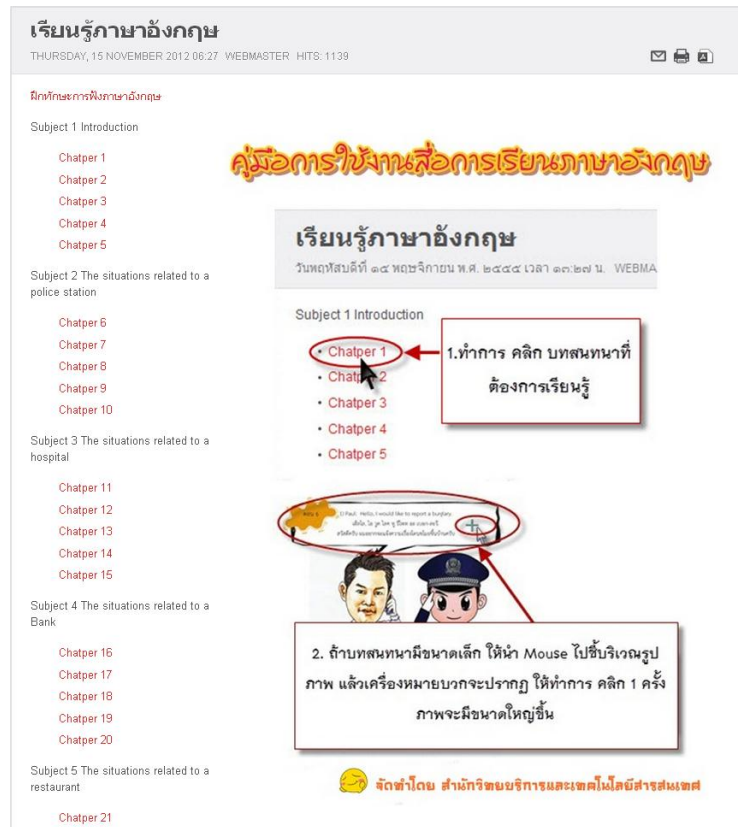 เรียนรู้ภาษาอังกฤษ
THURSDAY, 15 NOVEMBER 2012 06:27 WEBMASTER HITS: 1139
ฝึกทักษะการฟังภาษาอังกฤษ
Subject 1 Introduction
Chatper 1
Chatper 2
Chatper 3
Chatper 4
Chatper 5
Subject 2 The situations related to a
police station
Chatper 6
Chatper 7
Chatper 8
Chatper 9
Chatper 10
Subject 3 The situations related to a
hospital
Chatper 11
Chatper 12
Chatper 13
Chatper 14
Chatper 15
Subject 4 The situations related to a
Bank
Chatper 16
Chatper 17
Chatper 18
Chatper 19
Chatper 20
Subject 5 The situations related to a
restaurant
Chatper 21
คู่มือการใช้งานสื่อการเรียนภาษาอังกฤษ
เรียนรู้ภาษาอังกฤษ
วันพฤหัสบดีที่ ๑๕ พฤศจิกายน พ.ศ. ๒๕๕๕ เวลา ๑๓:๒๗ น. WEBMA
Subject 1 Introduction
• Chatper 1
• Chatper 2
• Chatper 3
• Chatper 4
• Chatper 5
1.ทำการ คลิก บทสนทนาที่
ต้องการเรียนรู้
1) Paul: Hello, I would like to report a burglary.
2. ถ้าบทสนทนามีขนาดเล็ก ให้นำ Mouse ไปชี้บริเวณรูป
ภาพ แล้วเครื่องหมายบวกจะปรากฏ ให้ทำการ คลิก 1 ครั้ง
ภาพจะมีขนาดใหญ่ขึ้น
จัดทำโดย สำนักวิทยบริการและเทคโนโลยีสารสนเทศ